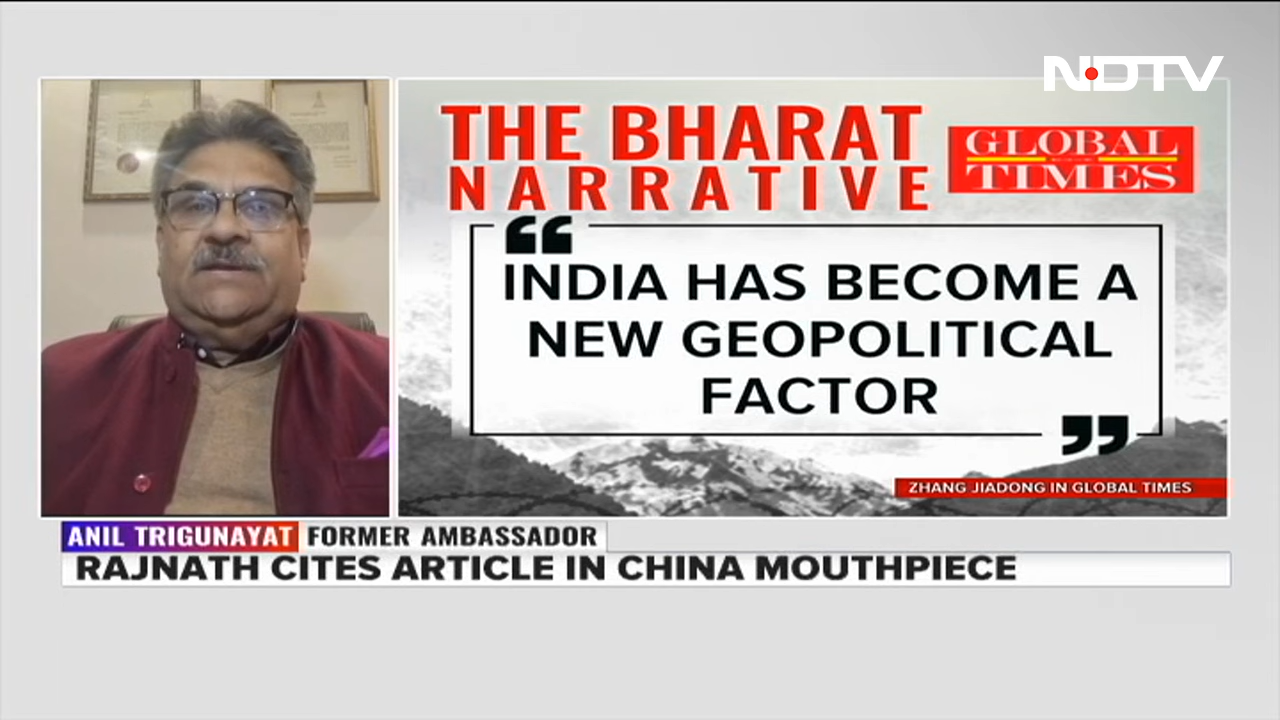 NDTV
THE BHARAT
NARRATIVE
GLOBAL
TIMES
“
INDIA HAS BECOME A
NEW GEOPOLITICAL
FACTOR
”
ZHANG JIADONG IN GLOBAL TIMES
ANIL TRIGUNAYAT FORMER AMBASSADOR
RAJNATH CITES ARTICLE IN CHINA MOUTHPIECE